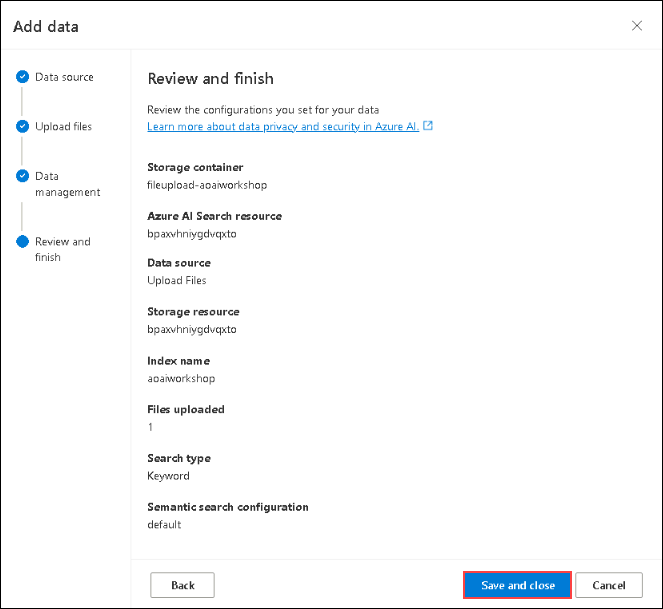 Add data
Data source
Upload files
Data
management
Review and
finish
Review and finish
Review the configurations you set for your data
Learn more about data privacy and security in Azure AI.
Storage container
fileupload-aoaiworkshop
Azure AI Search resource
bpaxvhniygdvqxto
Data source
Upload Files
Storage resource
bpaxvhniygdvqxto
Index name
aoaiworkshop
Files uploaded
1
Search type
Keyword
Semantic search configuration
default
Back
Save and close
Cancel